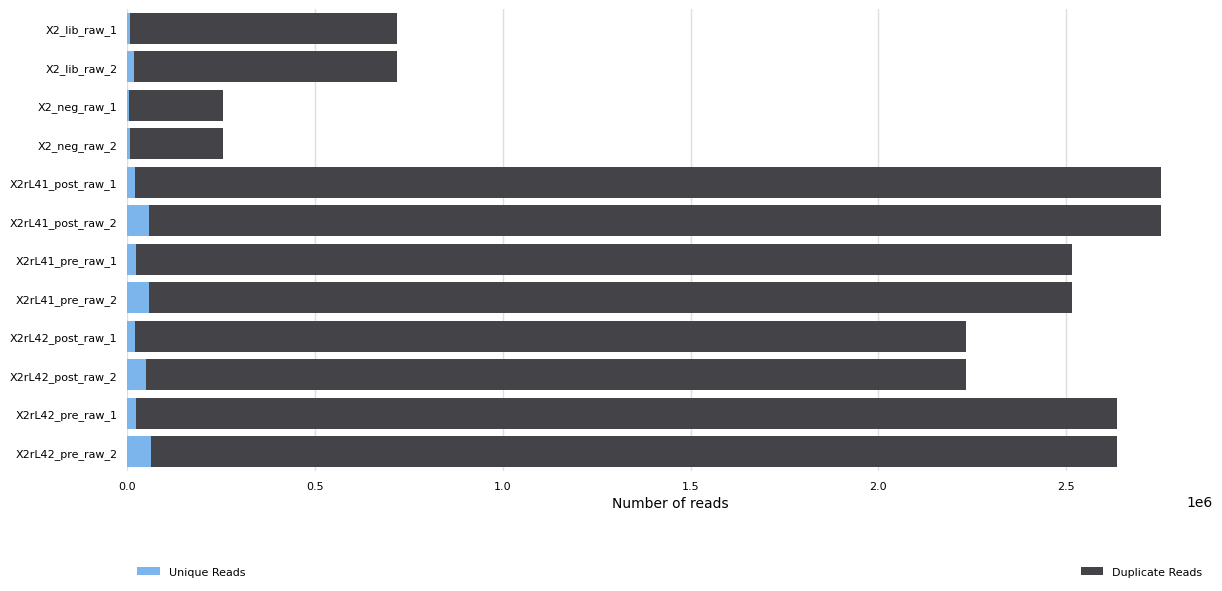 X2_lib_raw_1
X2_lib_raw_2
X2_neg_raw_1
X2_neg_raw_2
X2rL41_post_raw_1
X2rL41_post_raw_2
X2rL41_pre_raw_1
X2rL41_pre_raw_2
X2rL42_post_raw_1
X2rL42_post_raw_2
X2rL42_pre_raw_1
X2rL42_pre_raw_2
0.0 0.5 1.0 1.5 2.0 2.5
Number of reads
1e6
Unique Reads Duplicate Reads